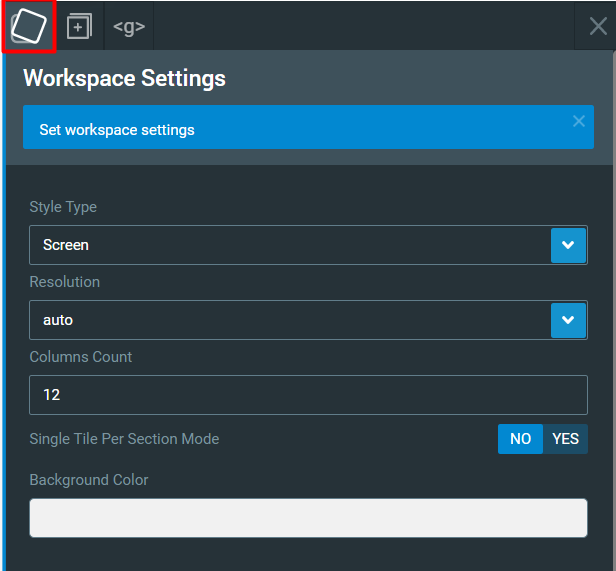 <g>
Workspace Settings
Set workspace settings
Style Type
Screen
Resolution
auto
Columns Count
12
Single Tile Per Section Mode NO YES
Background Color